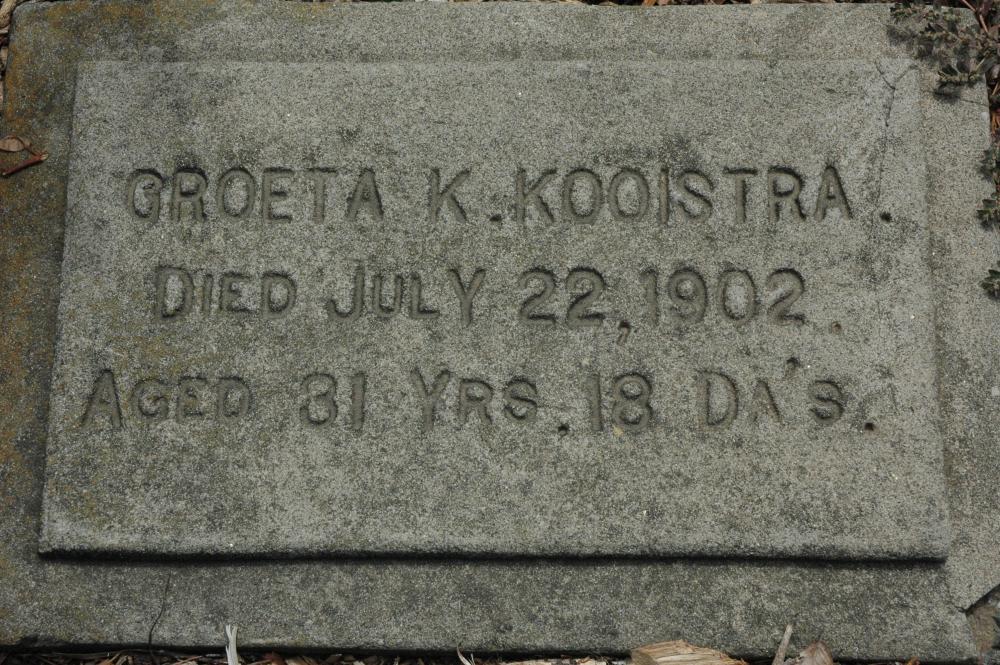 GROETA K. KOOISTRA.
DIED JULY 22, 1902.
AGED 31 YRS. 18 DA'S.